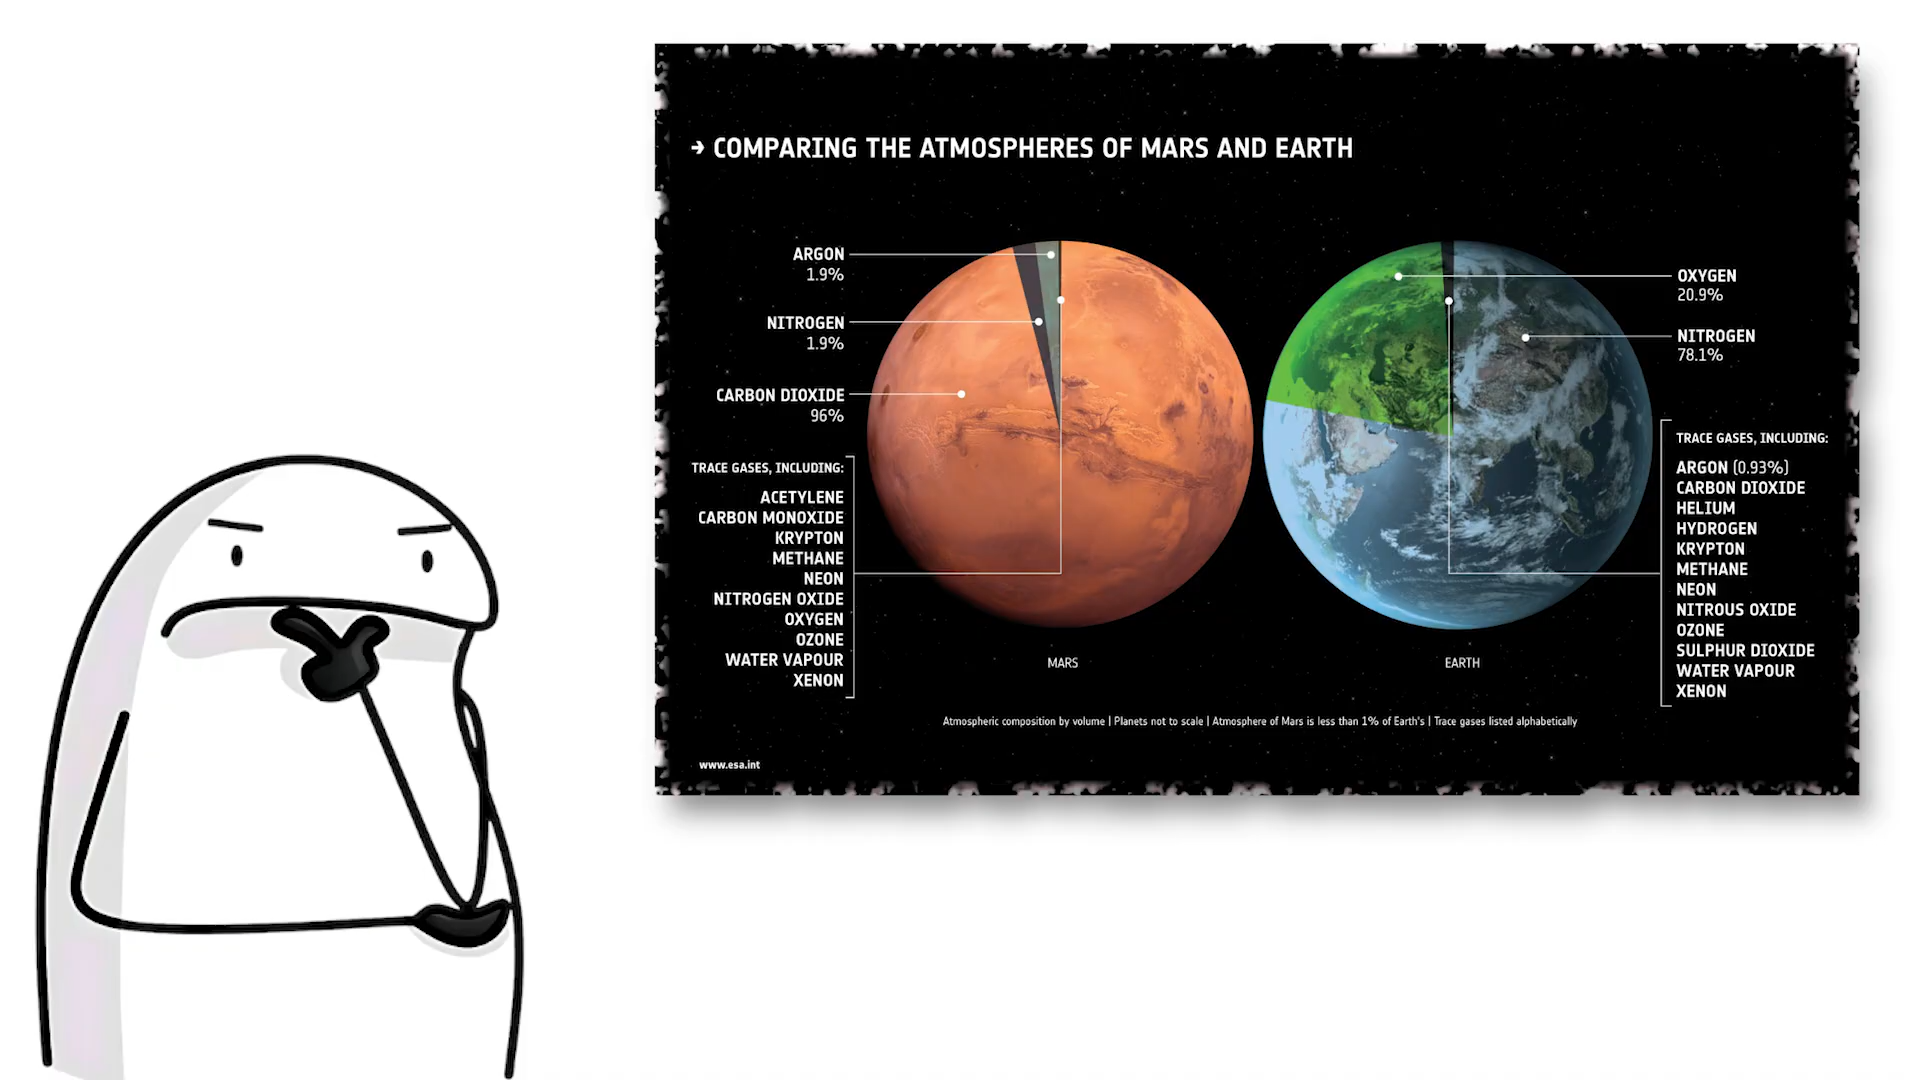 → COMPARING THE ATMOSPHERES OF MARS AND EARTH
ARGON
1.9%
NITROGEN
1.9%
CARBON DIOXIDE
96%
TRACE GASES, INCLUDING:
ACETYLENE
CARBON MONOXIDE
KRYPTON
METHANE
NEON
NITROGEN OXIDE
OXYGEN
OZONE
WATER VAPOUR
XENON
MARS
OXYGEN
20.9%
NITROGEN
78.1%
TRACE GASES, INCLUDING:
ARGON (0.93%)
CARBON DIOXIDE
HELIUM
HYDROGEN
KRYPTON
METHANE
NEON
NITROUS OXIDE
OZONE
SULPHUR DIOXIDE
WATER VAPOUR
XENON
EARTH
Atmospheric composition by volume | Planets not to scale | Atmosphere of Mars is less than 1% of Earth's | Trace gases listed alphabetically
www.esa.int